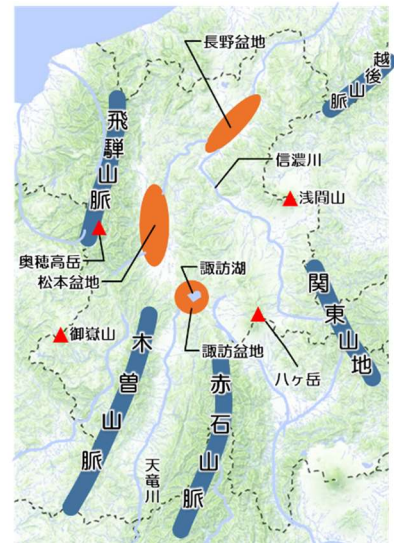 長野盆地
越後山脈
飛騨山脈
信濃川
浅間山
奥穂高岳
松本盆地
諏訪湖
関東山地
御嶽山
諏訪盆地
八ヶ岳
木曽山脈
赤石山脈
天竜川